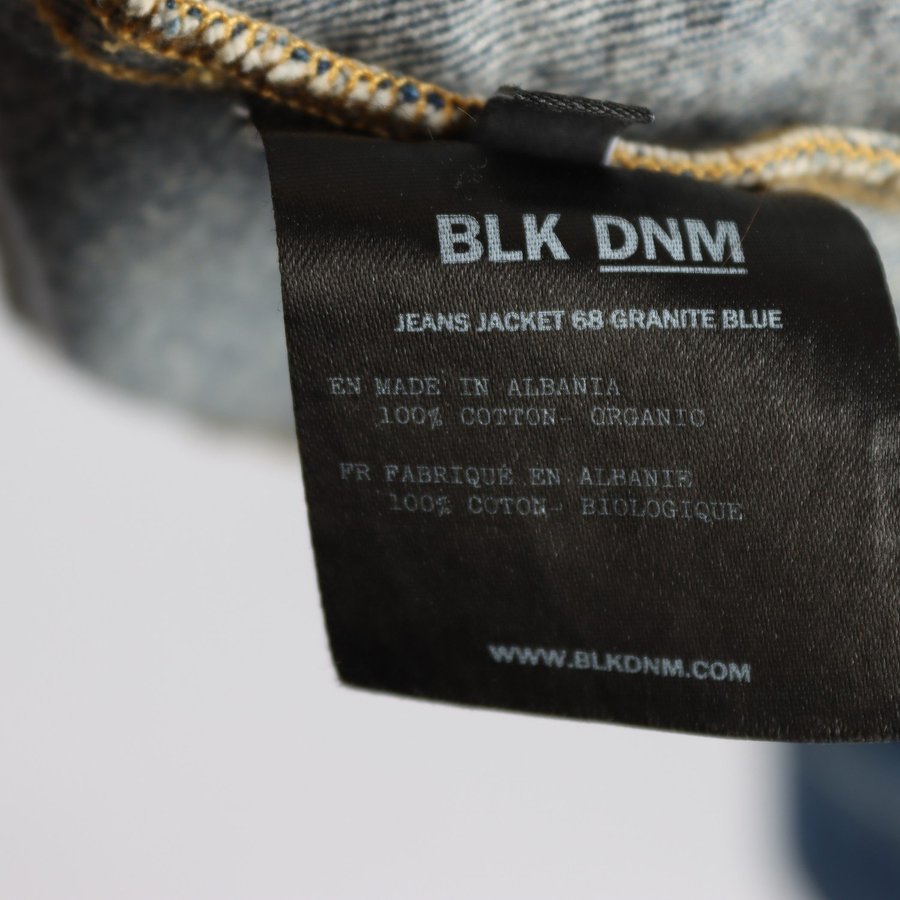 BLK DNM
JEANS JACKET 68 GRANITE BLUE
EN MADE IN ALBANIA
100% COTTON- ORGANIC
FR FABRIQUÉ EN ALBANIE
100% COTON- BIOLOGIQUE
WWW.BLKDNM.COM